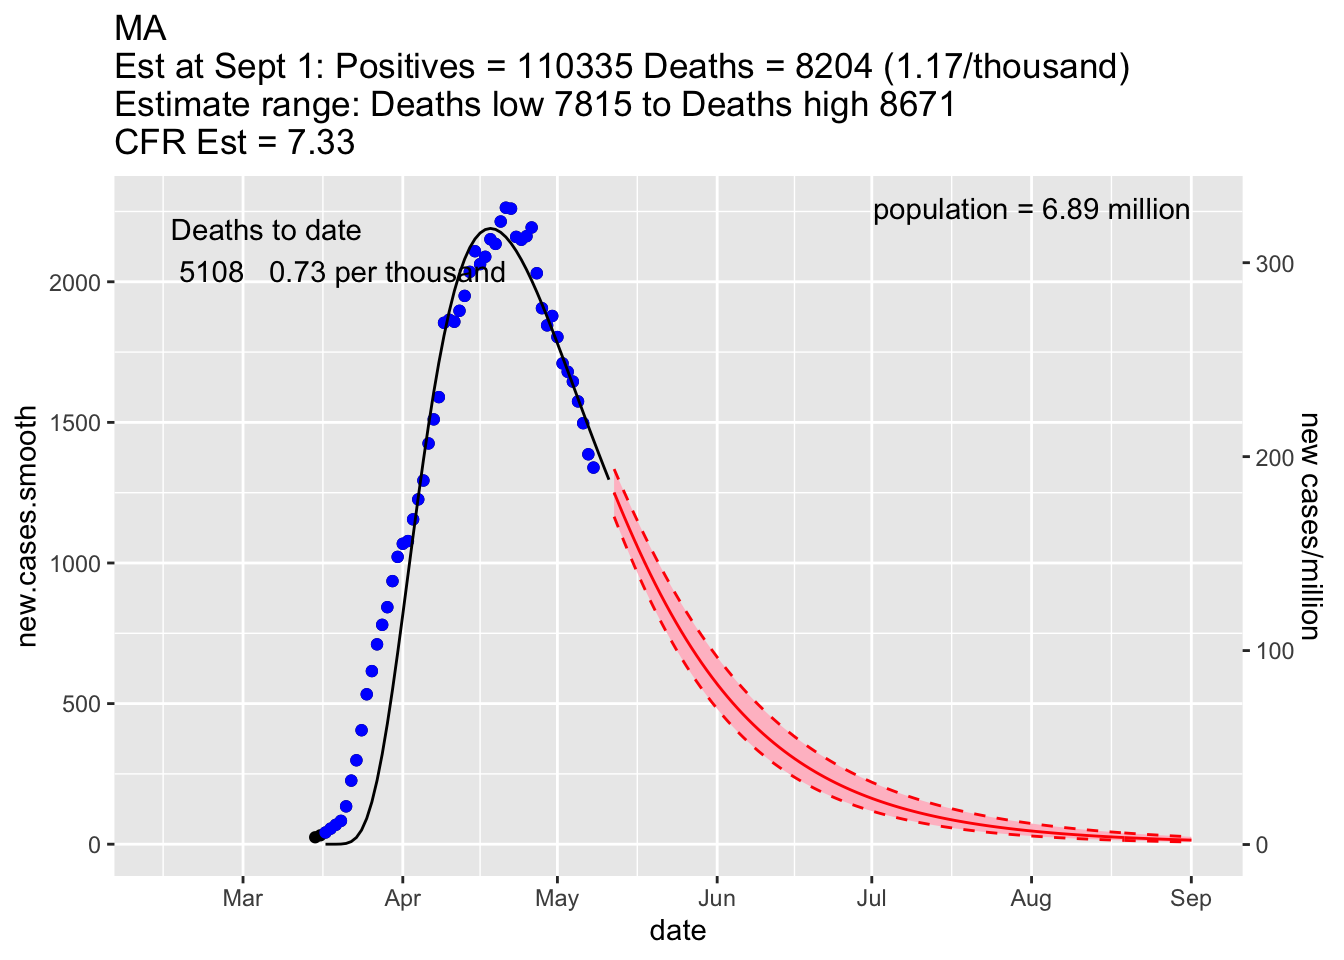 MA
Est at Sept 1: Positives = 110335 Deaths = 8204 (1.17/thousand)
Estimate range: Deaths low 7815 to Deaths high 8671
CFR Est = 7.33
population = 6.89 million
Deaths to date
5108 0.73 per thousand
new.cases.smooth
2000
1500
1000
500
0
300
200
100
0
new cases/million
Mar Apr May Jun Jul Aug Sep
date